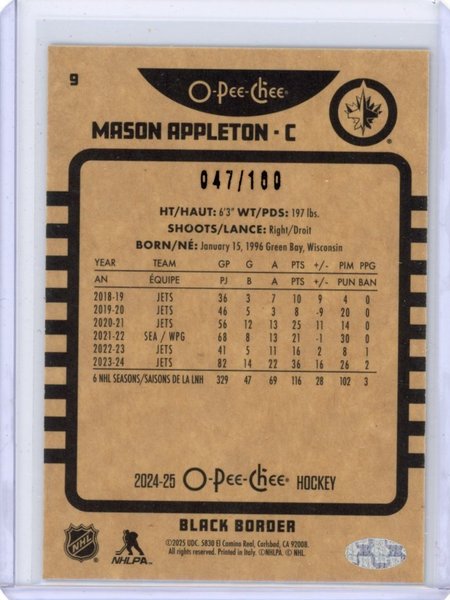 9
O-Pee-Chee®
MASON APPLETON • C
®
047/100
HT/HAUT: 6'3" WT/PDS: 197 lbs.
SHOOTS/LANCE: Right/Droit
BORN/NÉ: January 15, 1996 Green Bay, Wisconsin
YEAR TEAM GP G A PTS +/- PIM PPG
AN ÉQUIPE PJ B A PTS +/- PUN BAN
2018-19 JETS 36 3 7 10 9 4 0
2019-20 JETS 46 5 3 8 -9 20 0
2020-21 JETS 56 12 13 25 11 14 0
2021-22 SEA / WPG 68 8 13 21 -1 30 0
2022-23 JETS 41 5 11 16 2 8 1
2023-24 JETS 82 14 22 36 16 26 2
6 NHL SEASONS/SAISONS DE LA LNH 329 47 69 116 28 102 3
2024-25 O-Pee-Chee® HOCKEY
BLACK BORDER
©2025 UDC. 5830 El Camino Real, Carlsbad, CA 92008.
All rights reserved. Printed in Italy. ©NHLPA. © NHL.
NHL
NHLPA™